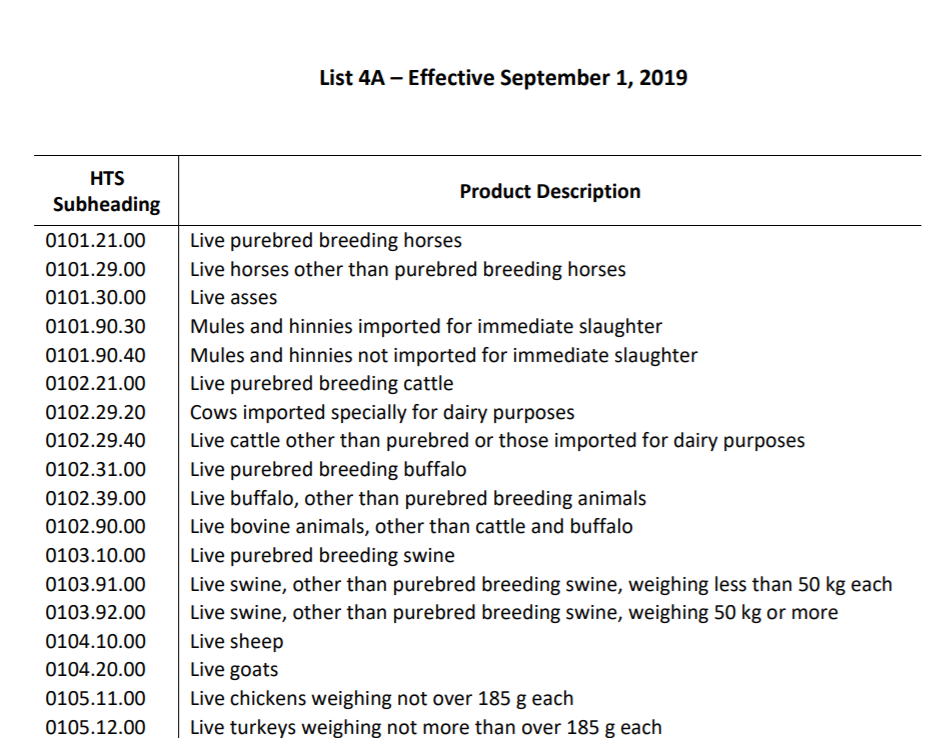 List 4A – Effective September 1, 2019
HTS Subheading Product Description
0101.21.00 Live purebred breeding horses
0101.29.00 Live horses other than purebred breeding horses
0101.30.00 Live asses
0101.90.30 Mules and hinnies imported for immediate slaughter
0101.90.40 Mules and hinnies not imported for immediate slaughter
0102.21.00 Live purebred breeding cattle
0102.29.20 Cows imported specially for dairy purposes
0102.29.40 Live cattle other than purebred or those imported for dairy purposes
0102.31.00 Live purebred breeding buffalo
0102.39.00 Live buffalo, other than purebred breeding animals
0102.90.00 Live bovine animals, other than cattle and buffalo
0103.10.00 Live purebred breeding swine
0103.91.00 Live swine, other than purebred breeding swine, weighing less than 50 kg each
0103.92.00 Live swine, other than purebred breeding swine, weighing 50 kg or more
0104.10.00 Live sheep
0104.20.00 Live goats
0105.11.00 Live chickens weighing not over 185 g each
0105.12.00 Live turkeys weighing not more than over 185 g each